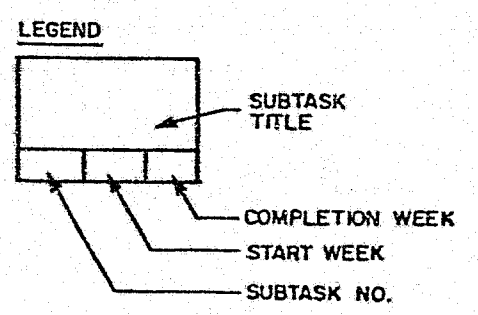 LEGEND
SUBTASK
TITLE
COMPLETION WEEK
START WEEK
SUBTASK NO.